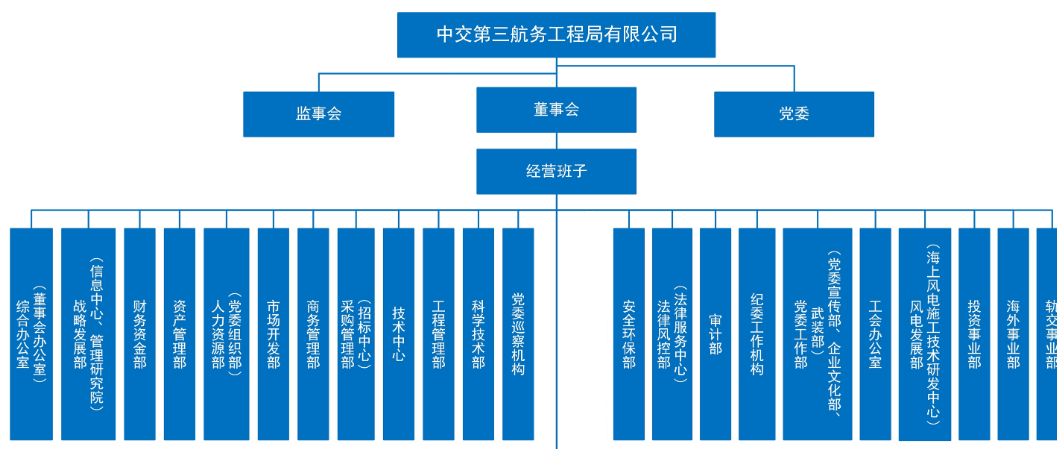 中交第三航务工程局有限公司
监事会
董事会
党委
经营班子
综合办公室
（董事会办公室）
战略发展部
（信息中心、管理研究院）
财务资金部
资产管理部
人力资源部
（党委组织部）
市场开发部
商务管理部
采购管理部
（招标中心）
技术中心
工程管理部
科学技术部
党委巡察机构
安全环保部
法律风控部
（法律服务中心）
审计部
纪委工作机构
党委工作部
（党委宣传部、企业文化部、
武装部）
工会办公室
风电发展部
（海上风电施工技术研发中心）
投资事业部
海外事业部
轨交事业部